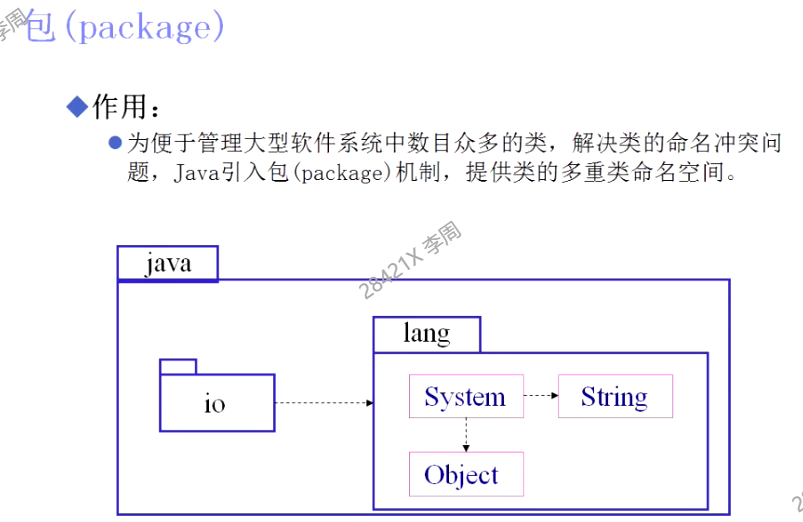 包(package)
作用：
为便于管理大型软件系统中数目众多的类，解决类的命名冲突问
题，Java引入包(package)机制，提供类的多重类命名空间。
28421X 李周
java
lang
io
System
String
Object